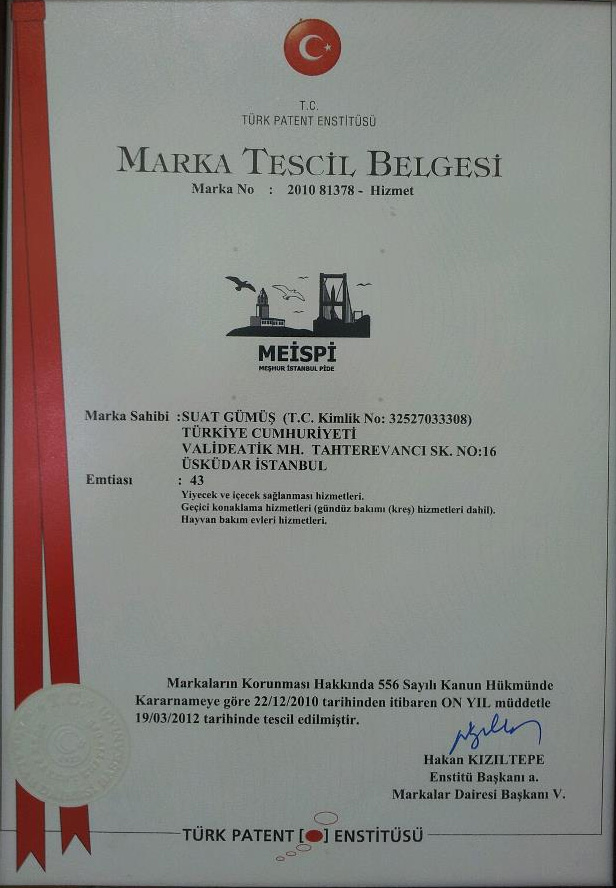 T.C.
TÜRK PATENT ENSTİTÜSÜ
MARKA TESCİL BELGESİ
Marka No : 2010 81378 - Hizmet
MEİSPİ
MEŞHUR İSTANBUL PİDE
Marka Sahibi :SUAT GÜMÜŞ (T.C. Kimlik No: 32527033308)
TÜRKİYE CUMHURİYETİ
VALİDEATİK MH. TAHTEREVANCI SK. NO:16
ÜSKÜDAR İSTANBUL
Emtiası : 43
Yiyecek ve içecek sağlanması hizmetleri.
Geçici konaklama hizmetleri (gündüz bakımı (kreş) hizmetleri dahil).
Hayvan bakım evleri hizmetleri.
Markaların Korunması Hakkında 556 Sayılı Kanun Hükmünde
Kararnameye göre 22/12/2010 tarihinden itibaren ON YIL müddetle
19/03/2012 tarihinde tescil edilmiştir.
Hakan KIZILTEPE
Enstitü Başkanı a.
Markalar Dairesi Başkanı V.
TÜRK PATENT [ ] ENSTİTÜSÜ